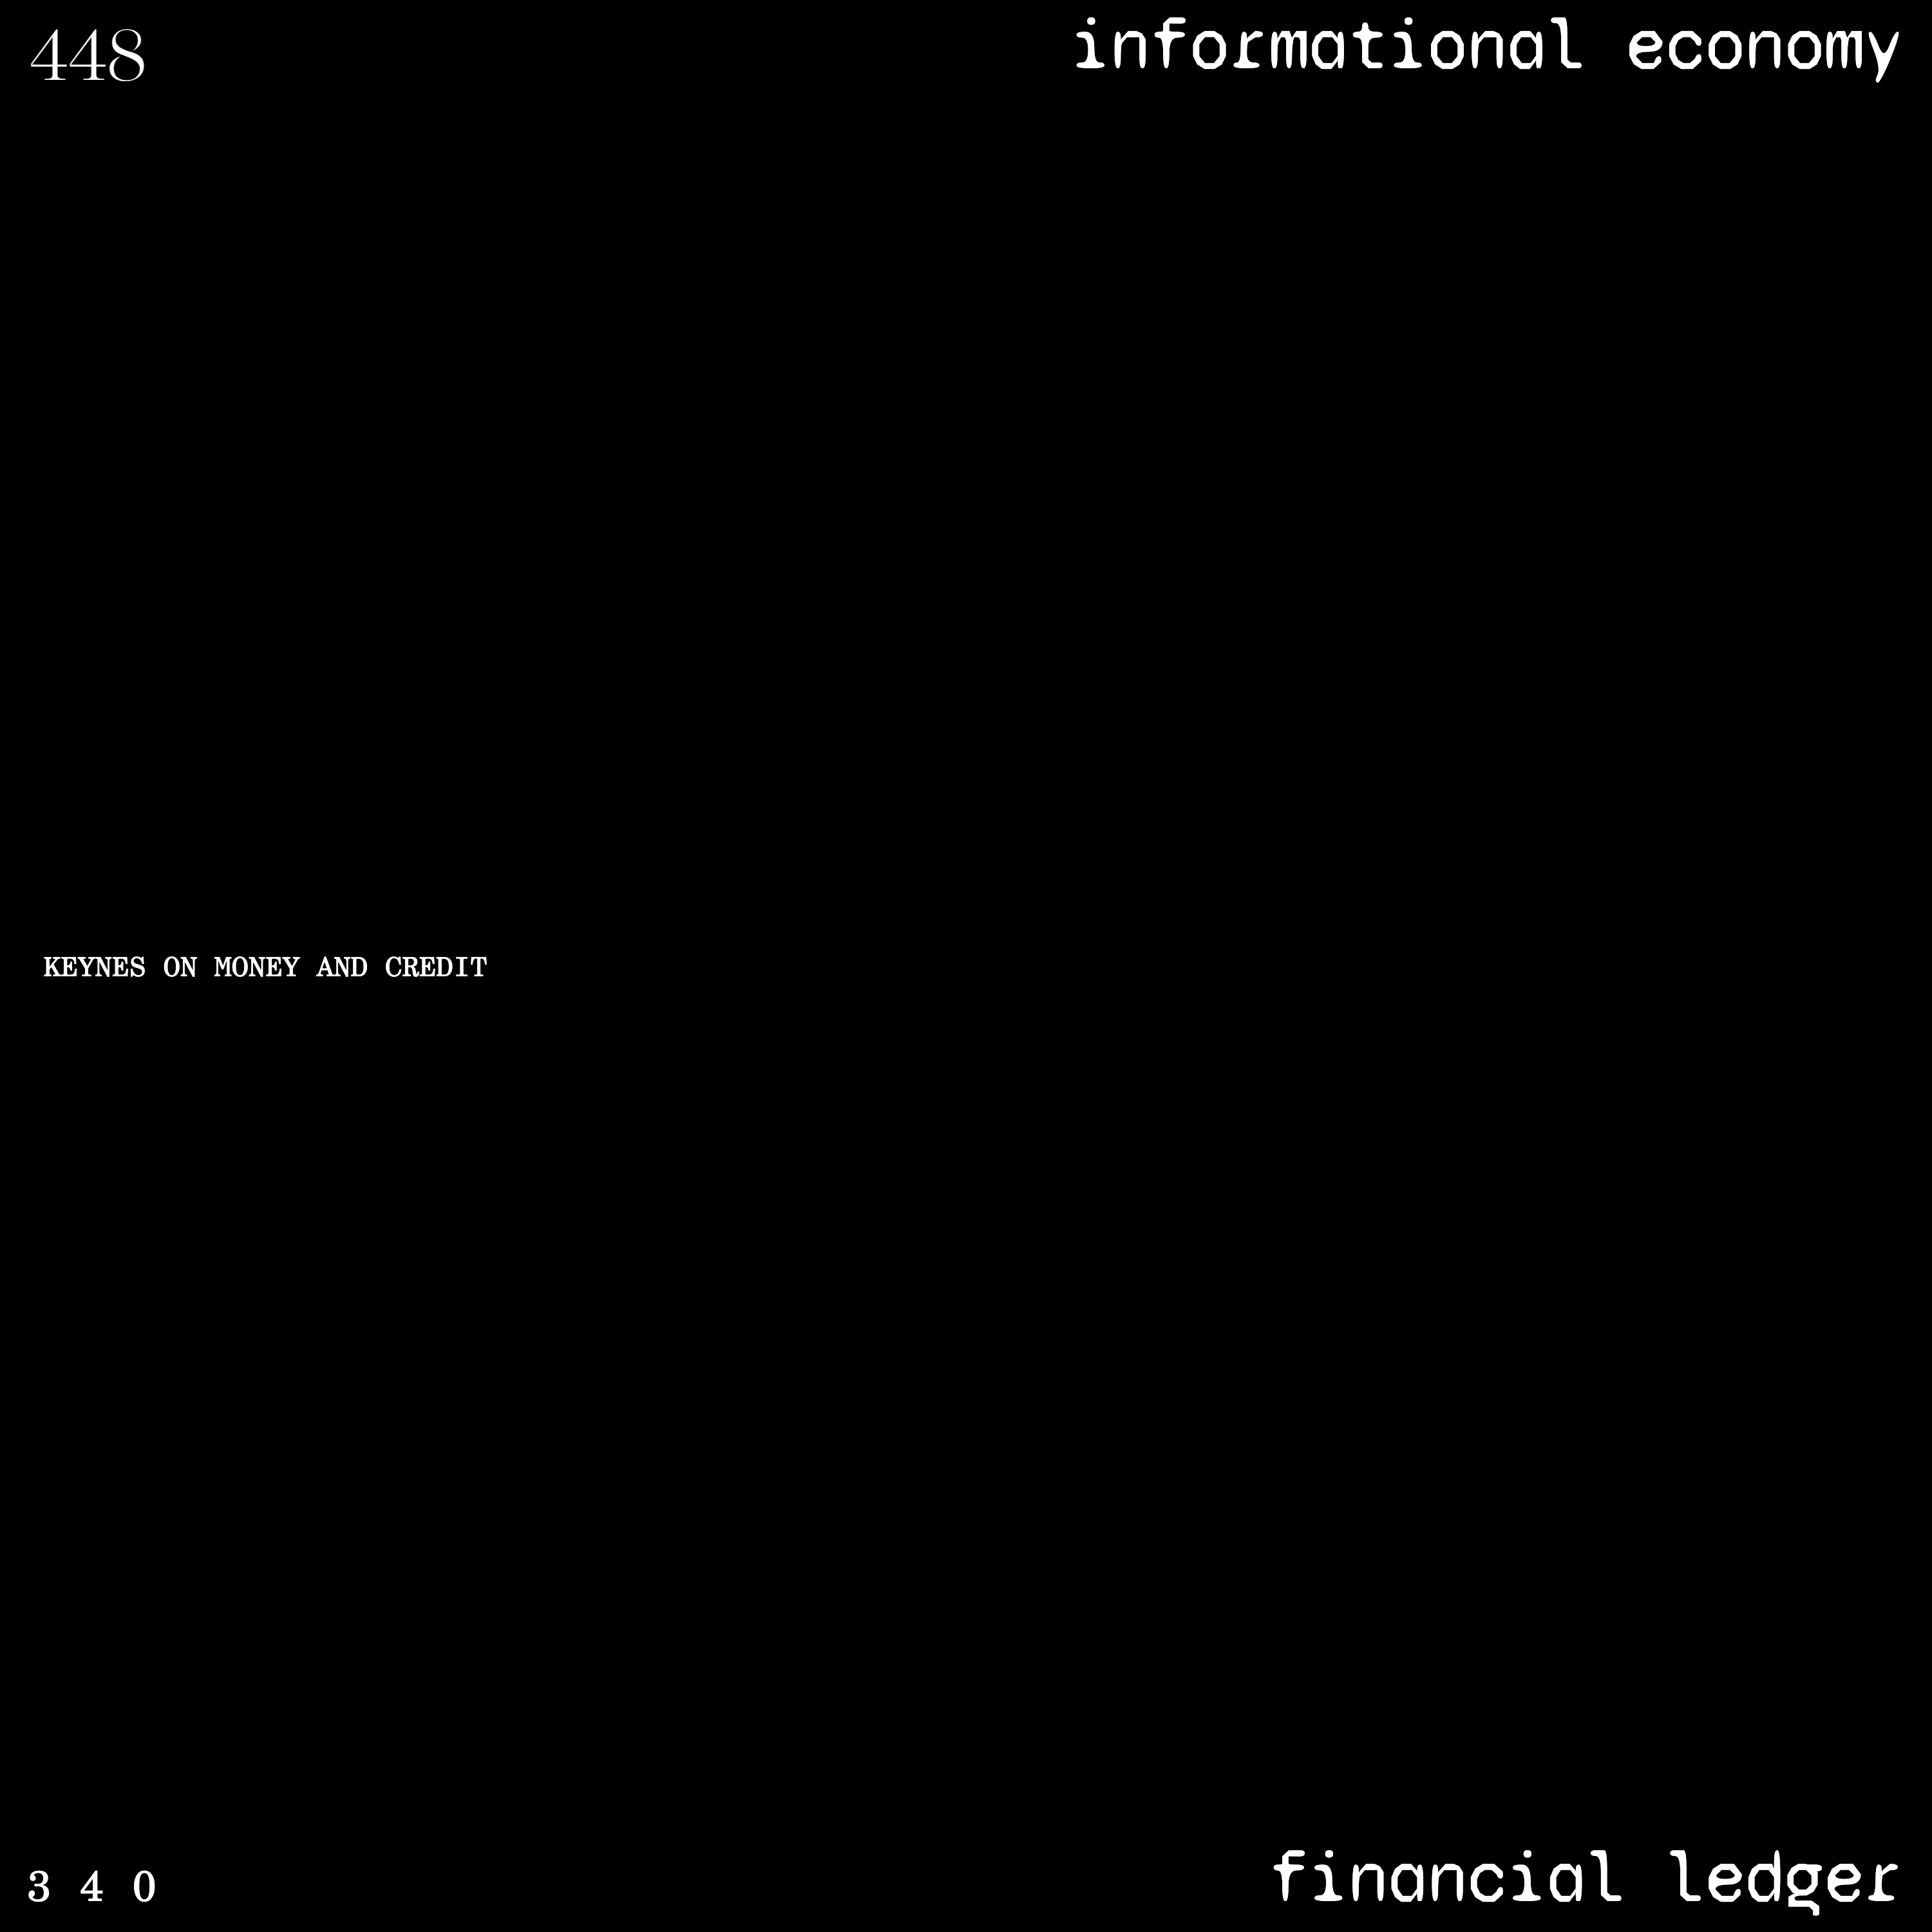 448
informational economy
KEYNES ON MONEY AND CREDIT
3 4 0
financial ledger